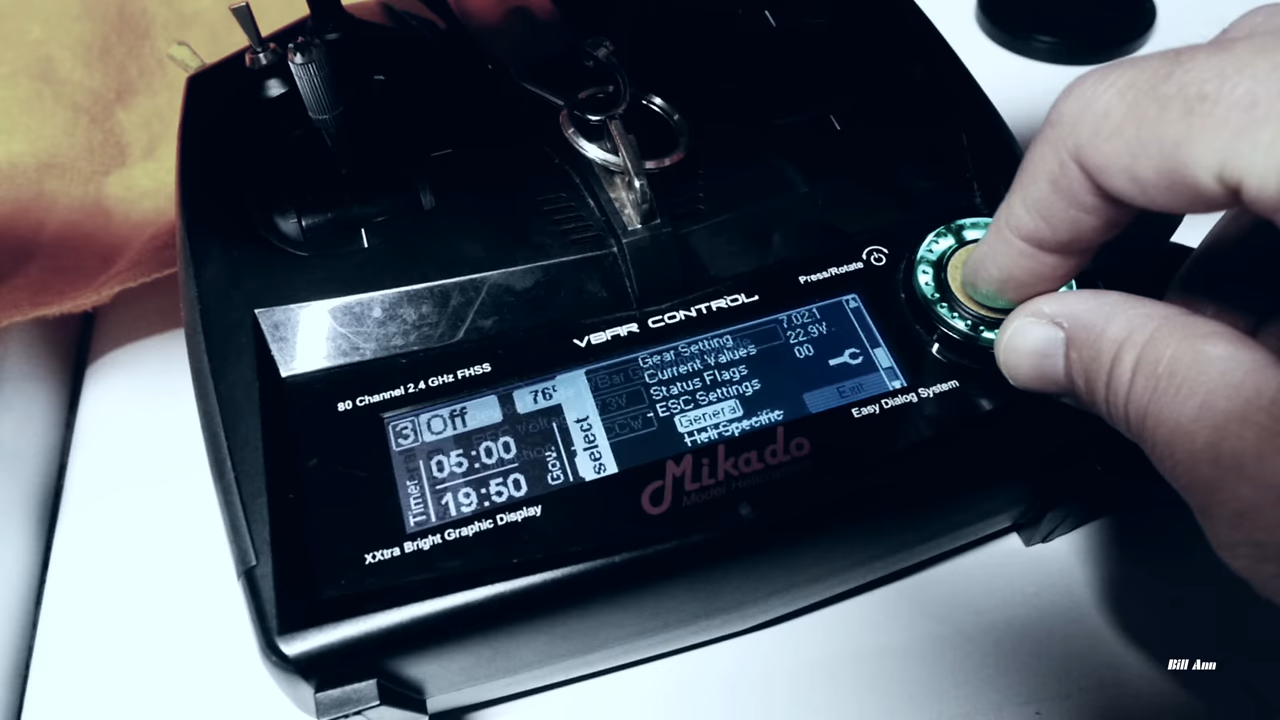 Press/Rotate
VBAR CONTROL
80 Channel 2.4 GHz FHSS
3 Off
76°
Timer
05:00
19:50
Gov.
select
Gear Setting
Current Values
Status Flags
ESC Settings
General
Heli Specific
7.02.1
22.9V
00
Exit
Easy Dialog System
Mikado
XXtra Bright Graphic Display
Bill Ann